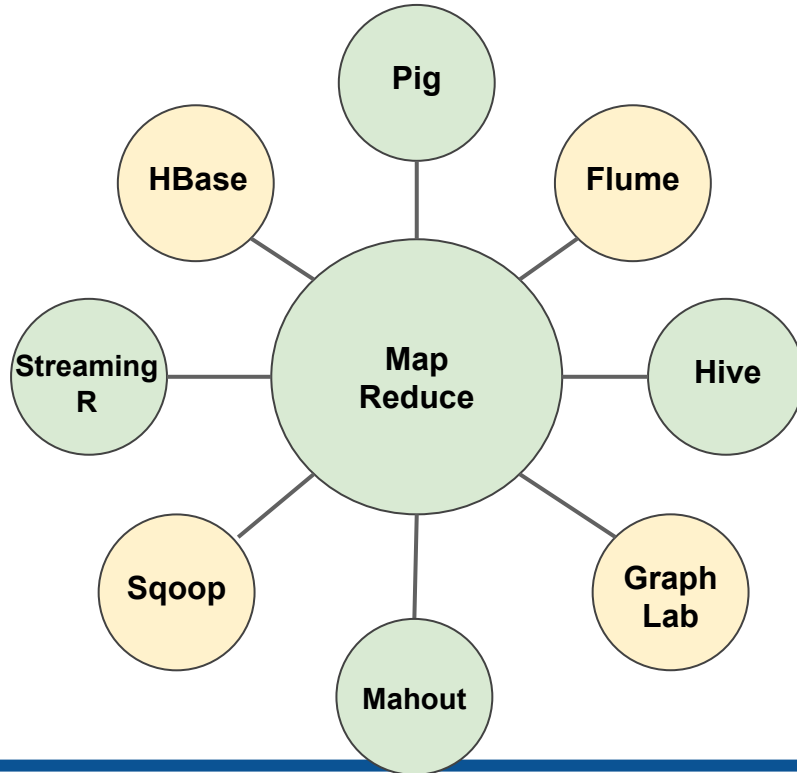 Pig
HBase
Flume
Streaming
R
Map
Reduce
Hive
Sqoop
Graph
Lab
Mahout